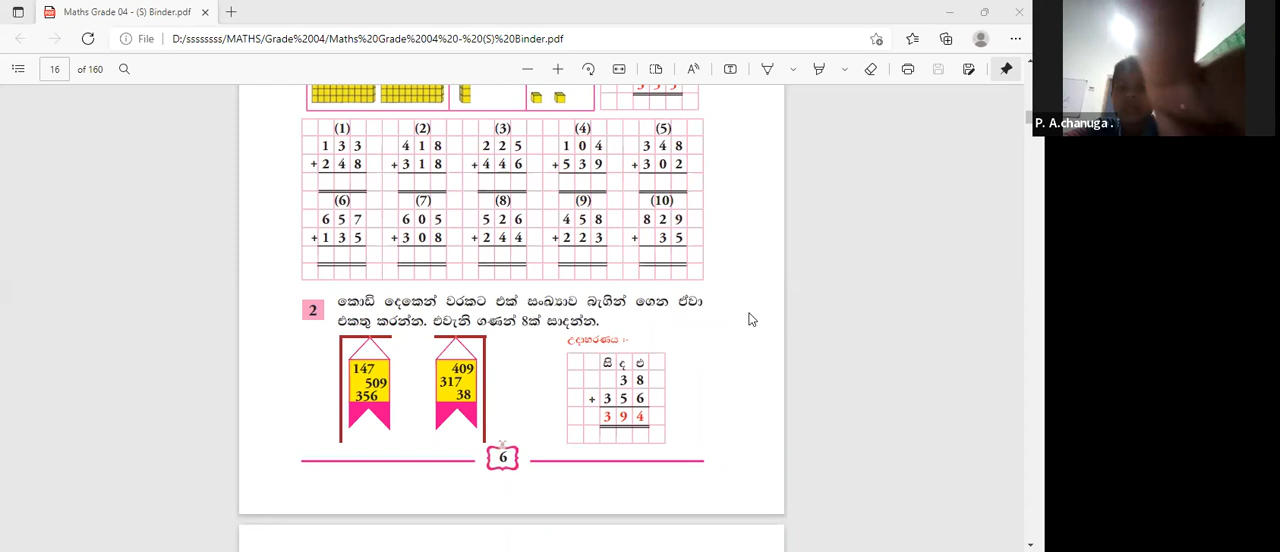 Maths Grade 04 - (S) Binder.pdf
File D:/ssssssss/MATHS/Grade%2004/Maths%20Grade%2004%20-%20(S)%20Binder.pdf
16 of 160
P. A.chanuga .
(1) (2) (3) (4) (5)
1 3 3 4 1 8 2 2 5 1 0 4 3 4 8
+ 2 4 8 + 3 1 8 + 4 4 6 + 5 3 9 + 3 0 2
(6) (7) (8) (9) (10)
6 5 7 6 0 5 5 2 6 4 5 8 8 2 9
+ 1 3 5 + 3 0 8 + 2 4 4 + 2 2 3 + 3 5
2 කොඩි දෙකෙන් වරකට එක් සංඛ්‍යාව බැගින් ගෙන ඒවා
එකතු කරන්න. එවැනි ගණන් 8ක් සාදන්න.
උදාහරණය :-
147
509
356
409
317
38
සි ද එ
3 8
+ 3 5 6
3 9 4
6